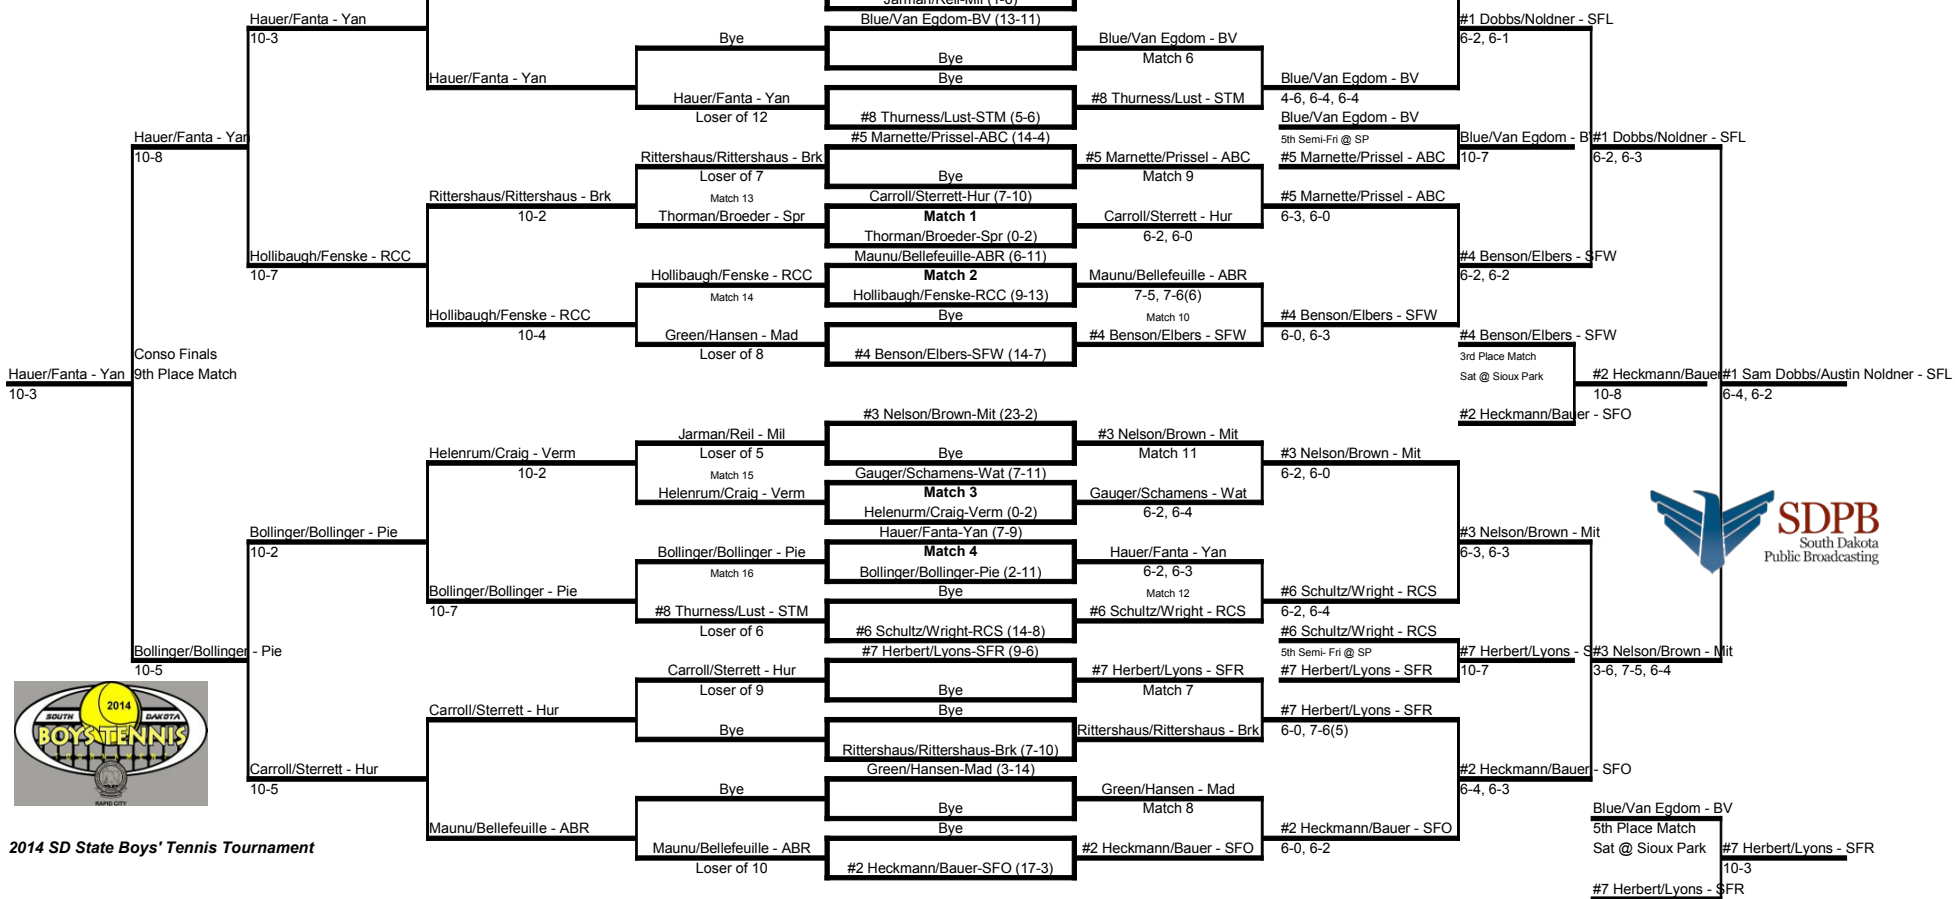 Jarman/Reil-Mil (1-6)
Hauer/Fanta - Yan
10-3
Blue/Van Egdom-BV (13-11)
#1 Dobbs/Noldner - SFL
6-2, 6-1
Bye
Blue/Van Egdom - BV
Bye
Match 6
Hauer/Fanta - Yan
Bye
Blue/Van Egdom - BV
4-6, 6-4, 6-4
Hauer/Fanta - Yan
#8 Thurness/Lust - STM
Loser of 12
#8 Thurness/Lust-STM (5-6)
Blue/Van Egdom - BV
Hauer/Fanta - Yan
10-8
#5 Marnette/Prissel-ABC (14-4)
5th Semi-Fri @ SP
Blue/Van Egdom - B
#1 Dobbs/Noldner - SFL
Rittershaus/Rittershaus - Brk
#5 Marnette/Prissel - ABC
#5 Marnette/Prissel - ABC
10-7
6-2, 6-3
Loser of 7
Bye
Match 9
Rittershaus/Rittershaus - Brk
10-2
Match 13
Carroll/Sterrett-Hur (7-10)
#5 Marnette/Prissel - ABC
6-3, 6-0
Thorman/Broeder - Spr
Match 1
Carroll/Sterrett - Hur
Thorman/Broeder-Spr (0-2)
6-2, 6-0
Hollibaugh/Fenske - RCC
10-7
Maunu/Bellefeuille-ABR (6-11)
#4 Benson/Elbers - SFW
6-2, 6-2
Hollibaugh/Fenske - RCC
Match 2
Maunu/Bellefeuille - ABR
Match 14
Hollibaugh/Fenske-RCC (9-13)
7-5, 7-6(6)
Hollibaugh/Fenske - RCC
10-4
Bye
Match 10
#4 Benson/Elbers - SFW
6-0, 6-3
Green/Hansen - Mad
#4 Benson/Elbers - SFW
#4 Benson/Elbers - SFW
Loser of 8
#4 Benson/Elbers-SFW (14-7)
Conso Finals
3rd Place Match
Hauer/Fanta - Yan
9th Place Match
Sat @ Sioux Park
#2 Heckmann/Bauer
#1 Sam Dobbs/Austin Noldner - SFL
10-3
10-8
6-4, 6-2
#3 Nelson/Brown-Mit (23-2)
#2 Heckmann/Bauer - SFO
Jarman/Reil - Mil
#3 Nelson/Brown - Mit
Helenrum/Craig - Verm
10-2
Loser of 5
Bye
Match 11
#3 Nelson/Brown - Mit
6-2, 6-0
Match 15
Gauger/Schamens-Wat (7-11)
Helenrum/Craig - Verm
Match 3
Gauger/Schamens - Wat
Helenurm/Craig-Verm (0-2)
6-2, 6-4
SDPB
South Dakota
Public Broadcasting
Bollinger/Bollinger - Pie
10-2
Hauer/Fanta-Yan (7-9)
#3 Nelson/Brown - Mit
6-3, 6-3
Bollinger/Bollinger - Pie
Match 4
Hauer/Fanta - Yan
Match 16
Bollinger/Bollinger-Pie (2-11)
6-2, 6-3
Bollinger/Bollinger - Pie
10-7
Bye
Match 12
#6 Schultz/Wright - RCS
6-2, 6-4
#8 Thurness/Lust - STM
#6 Schultz/Wright - RCS
Loser of 6
#6 Schultz/Wright-RCS (14-8)
#6 Schultz/Wright - RCS
Bollinger/Bollinger - Pie
10-5
#7 Herbert/Lyons-SFR (9-6)
5th Semi- Fri @ SP
#7 Herbert/Lyons - S
#3 Nelson/Brown - Mit
Carroll/Sterrett - Hur
#7 Herbert/Lyons - SFR
#7 Herbert/Lyons - SFR
10-7
3-6, 7-5, 6-4
Loser of 9
Bye
Match 7
Carroll/Sterrett - Hur
Bye
#7 Herbert/Lyons - SFR
6-0, 7-6(5)
Bye
Rittershaus/Rittershaus - Brk
Rittershaus/Rittershaus-Brk (7-10)
2014
SOUTH DAKOTA
BOYS TENNIS
TOURNAMENT
RAPID CITY
Carroll/Sterrett - Hur
10-5
Green/Hansen-Mad (3-14)
#2 Heckmann/Bauer - SFO
6-4, 6-3
Bye
Green/Hansen - Mad
Bye
Match 8
Blue/Van Egdom - BV
Maunu/Bellefeuille - ABR
Bye
#2 Heckmann/Bauer - SFO
5th Place Match
2014 SD State Boys' Tennis Tournament
Maunu/Bellefeuille - ABR
#2 Heckmann/Bauer - SFO
6-0, 6-2
Sat @ Sioux Park
#7 Herbert/Lyons - SFR
Loser of 10
#2 Heckmann/Bauer-SFO (17-3)
10-3
#7 Herbert/Lyons - SFR